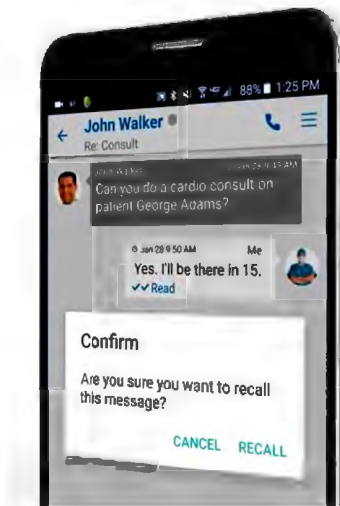 88% 1:25 PM
John Walker
Re: Consult
Can you do a cardio consult on
patient George Adams?
Jan 28 9:50 AM Me
Yes. I'll be there in 15.
✓✓ Read
Confirm
Are you sure you want to recall
this message?
CANCEL RECALL